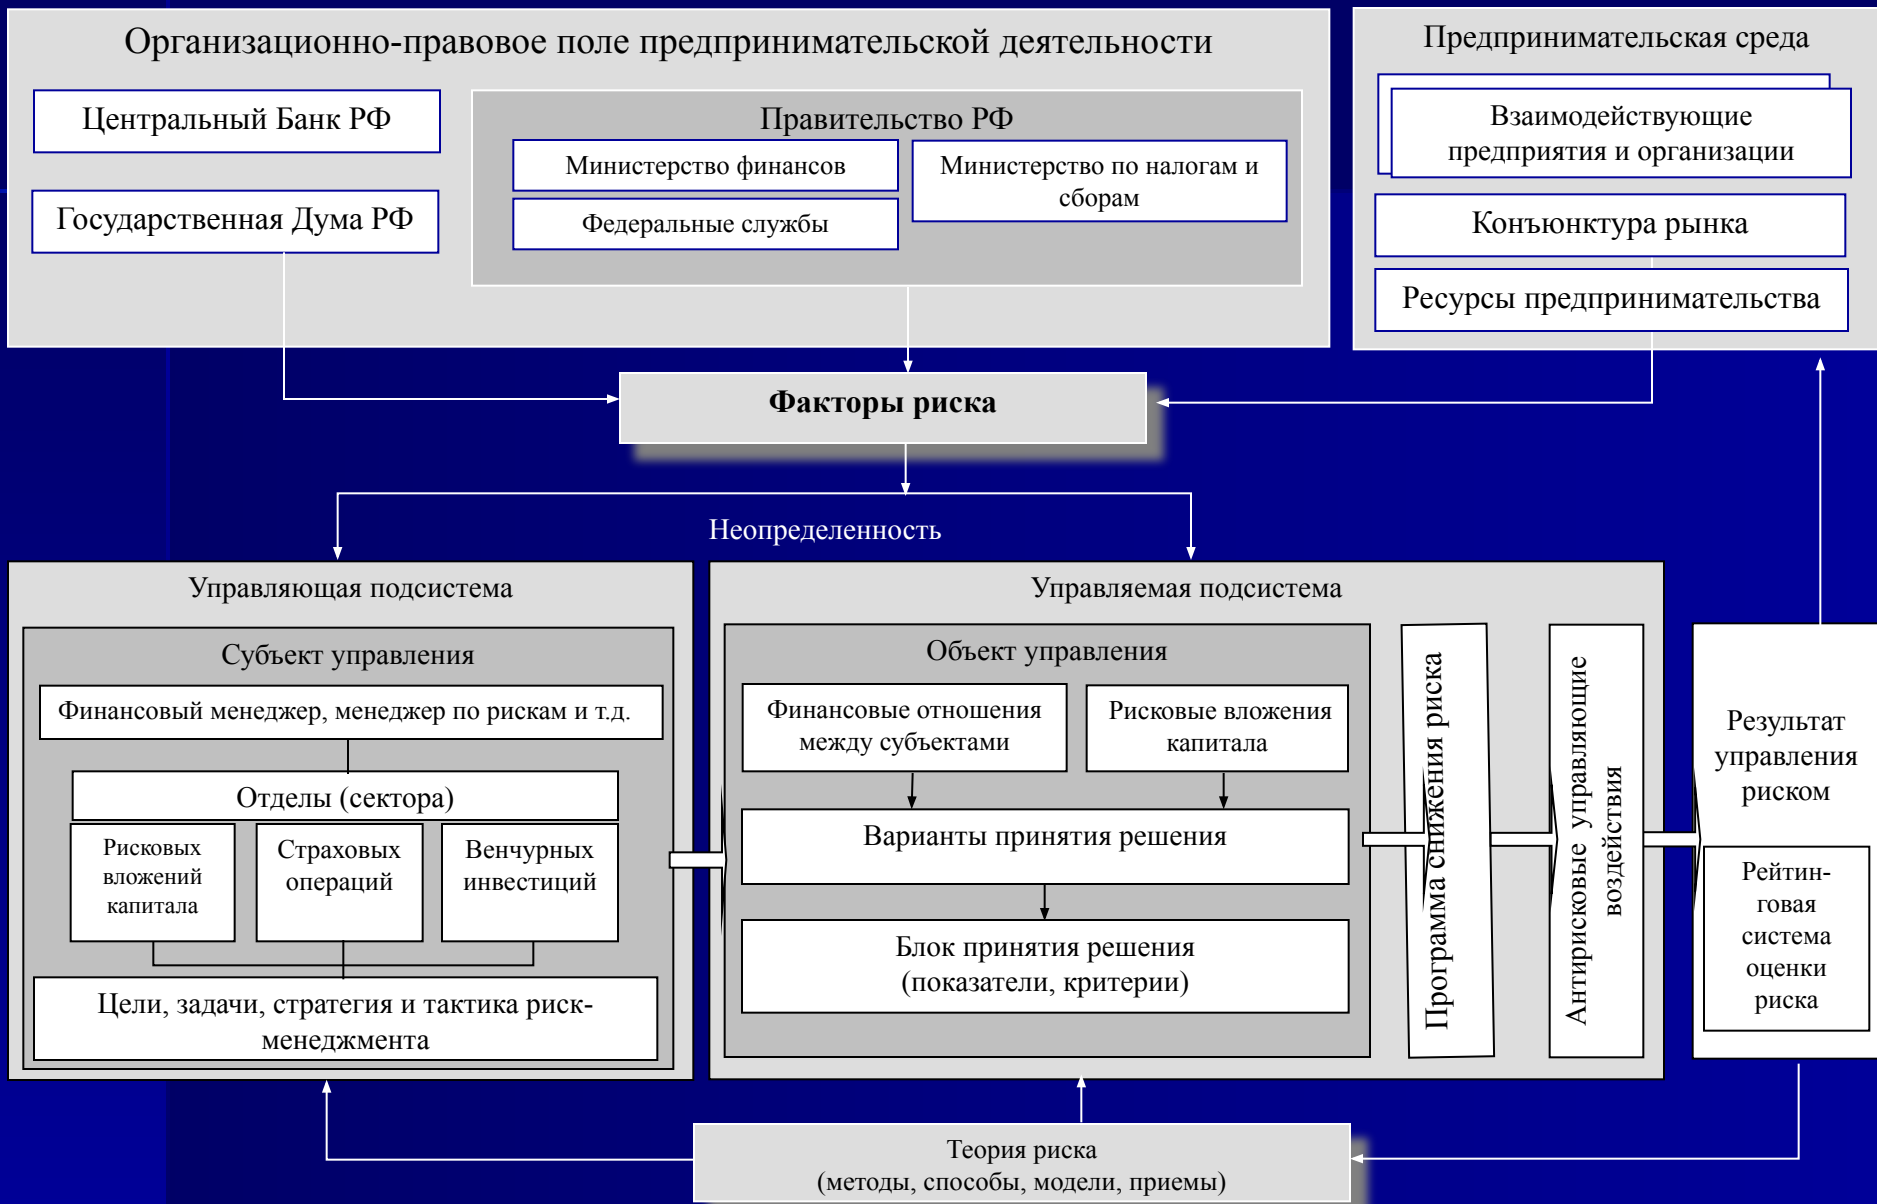 Организационно-правовое поле предпринимательской деятельности
Центральный Банк РФ
Государственная Дума РФ
Правительство РФ
Министерство финансов
Федеральные службы
Министерство по налогам и
сборам
Предпринимательская среда
Взаимодействующие
предприятия и организации
Конъюнктура рынка
Ресурсы предпринимательства
Факторы риска
Неопределенность
Управляющая подсистема
Субъект управления
Финансовый менеджер, менеджер по рискам и т.д.
Отделы (сектора)
Рисковых
вложений
капитала
Страховых
операций
Венчурных
инвестиций
Цели, задачи, стратегия и тактика риск-
менеджмента
Управляемая подсистема
Объект управления
Финансовые отношения
между субъектами
Рисковые вложения
капитала
Варианты принятия решения
Блок принятия решения
(показатели, критерии)
Программа снижения риска
Антирисковые управляющие
воздействия
Результат
управления
риском
Рейтин-
говая
система
оценки
риска
Теория риска
(методы, способы, модели, приемы)